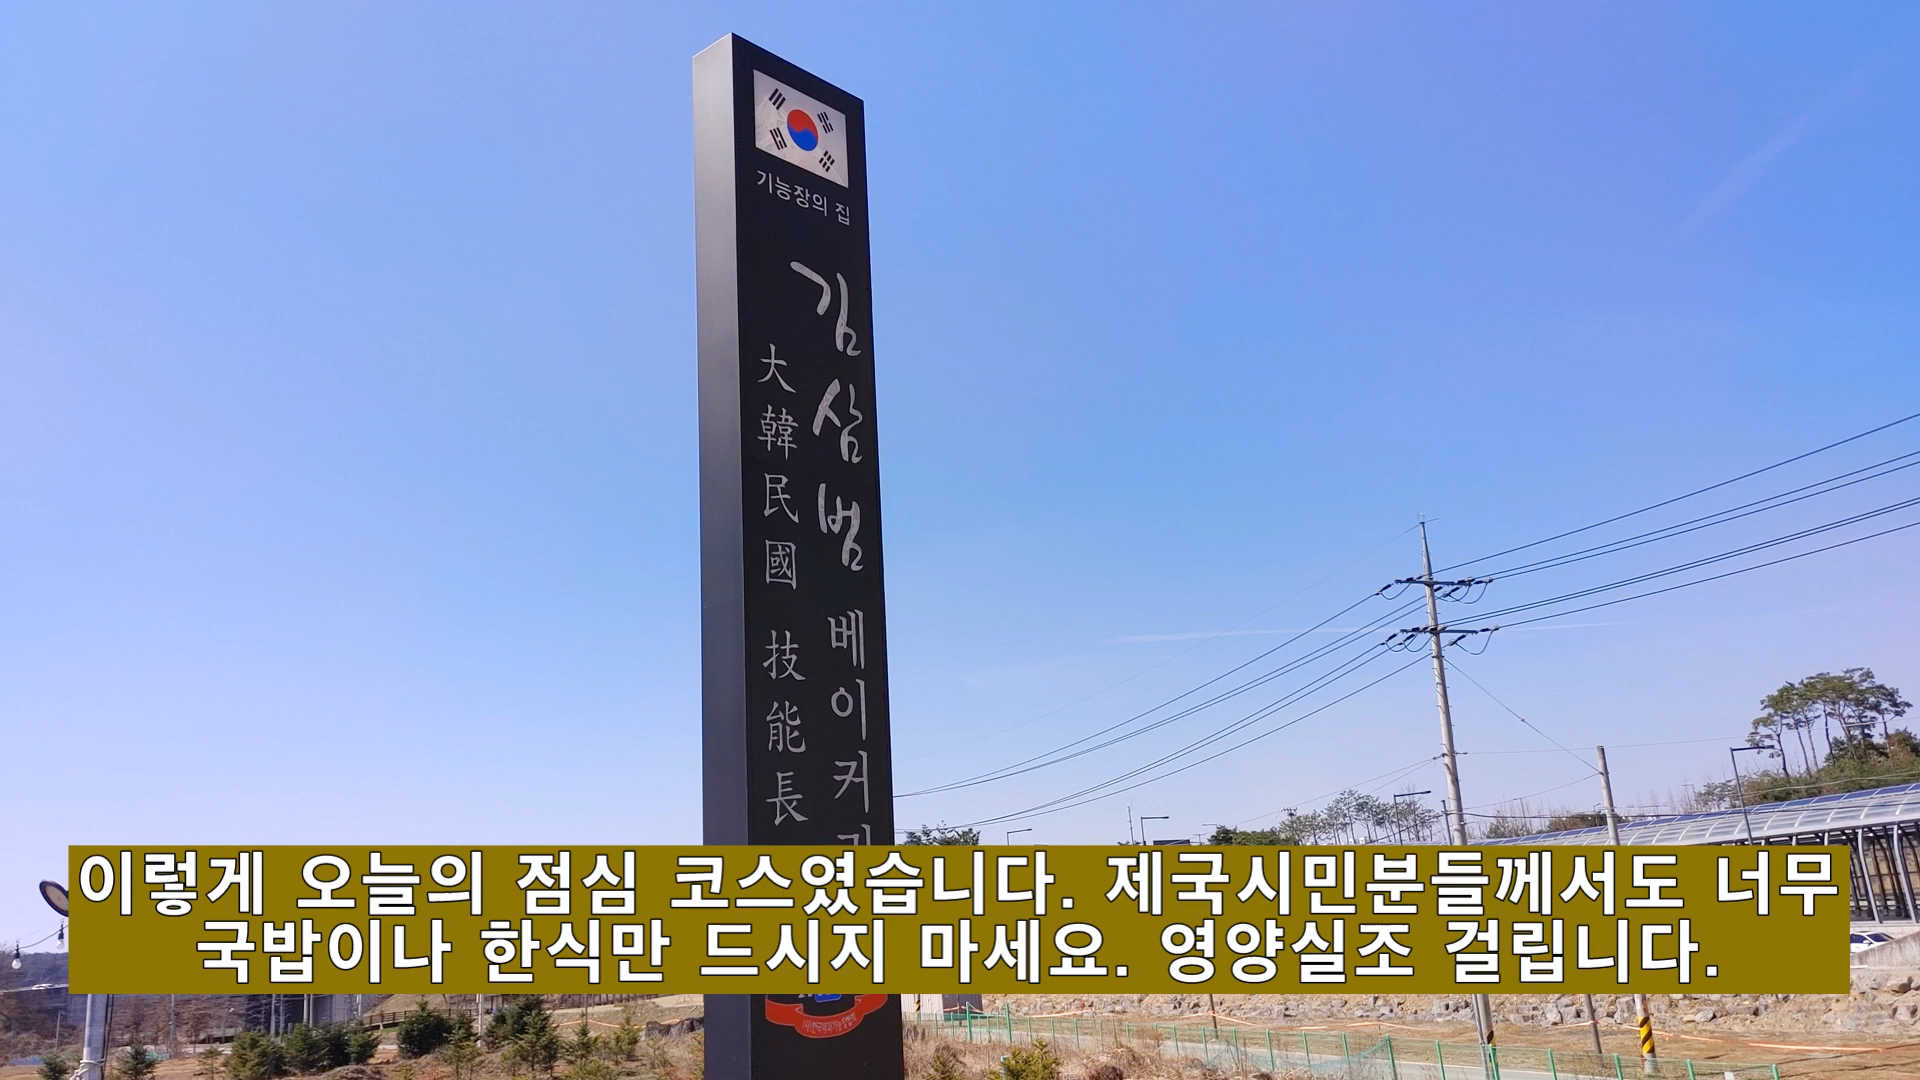 기능장의 집
김삼범 베이커리
大韓民國 技能長
이렇게 오늘의 점심 코스였습니다. 제국시민분들께서도 너무
국밥이나 한식만 드시지 마세요. 영양실조 걸립니다.